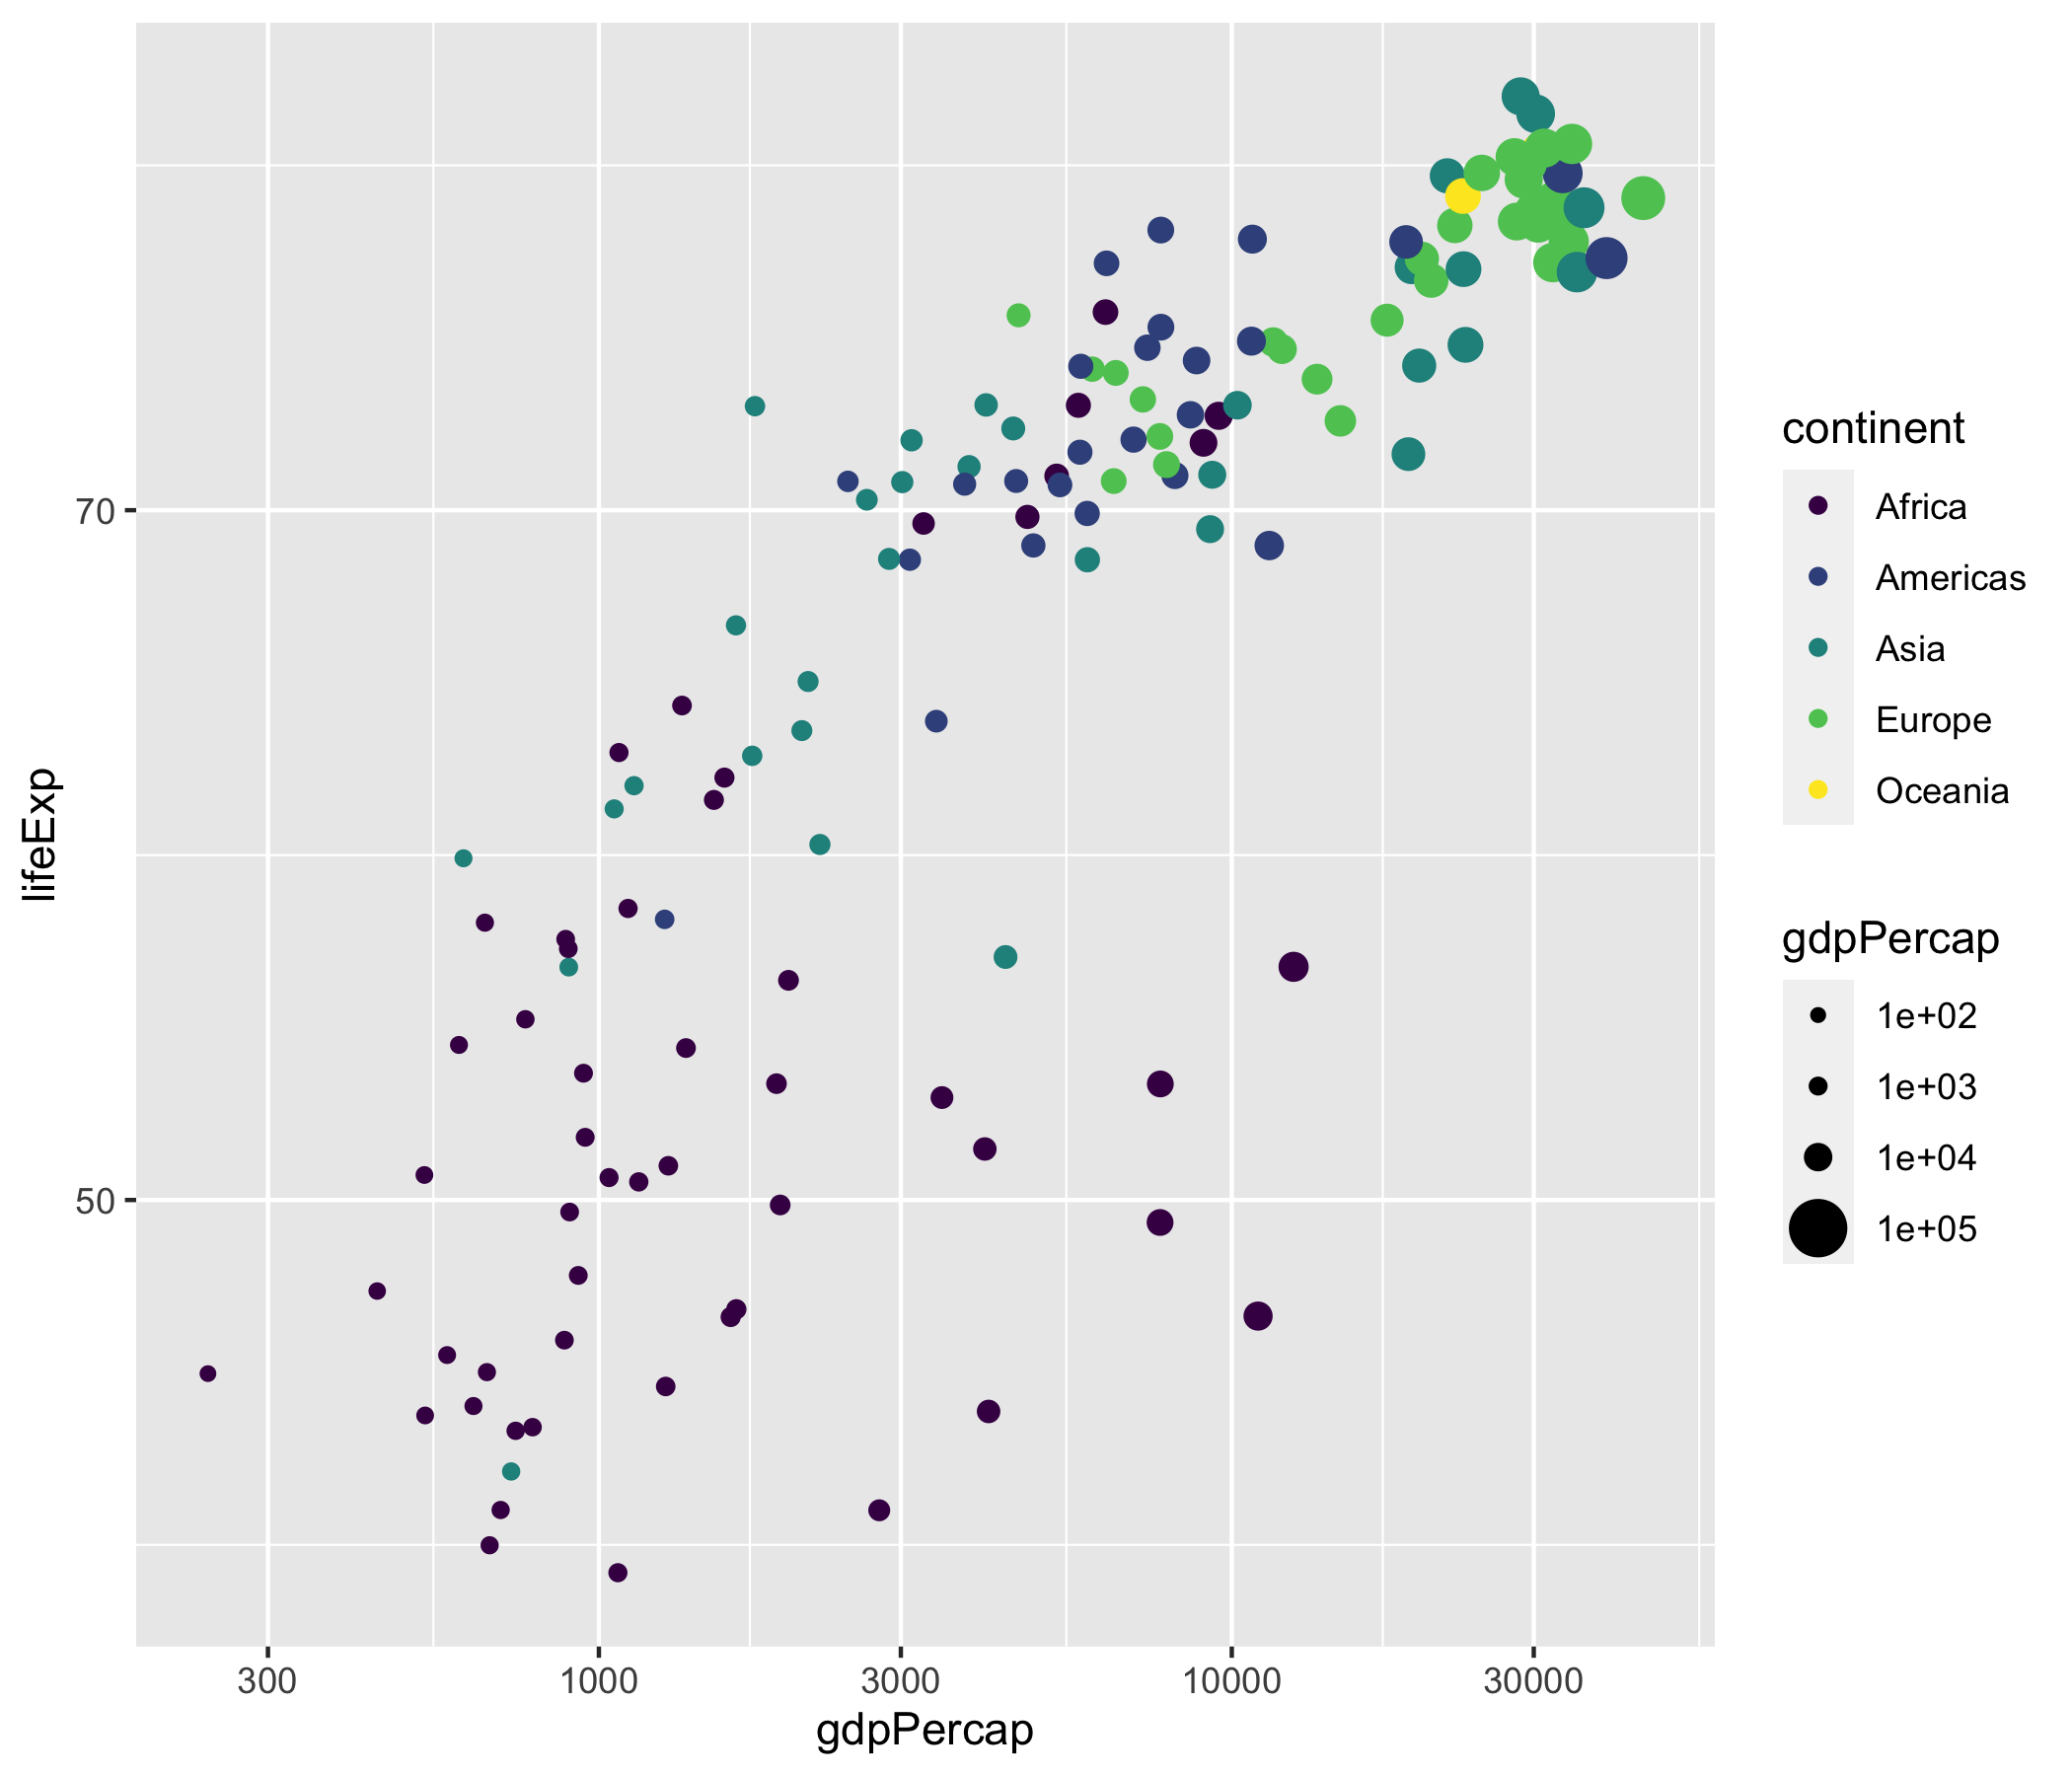 lifeExp
70
50
300 1000 3000 10000 30000
gdpPercap
continent
Africa
Americas
Asia
Europe
Oceania
gdpPercap
1e+02
1e+03
1e+04
1e+05